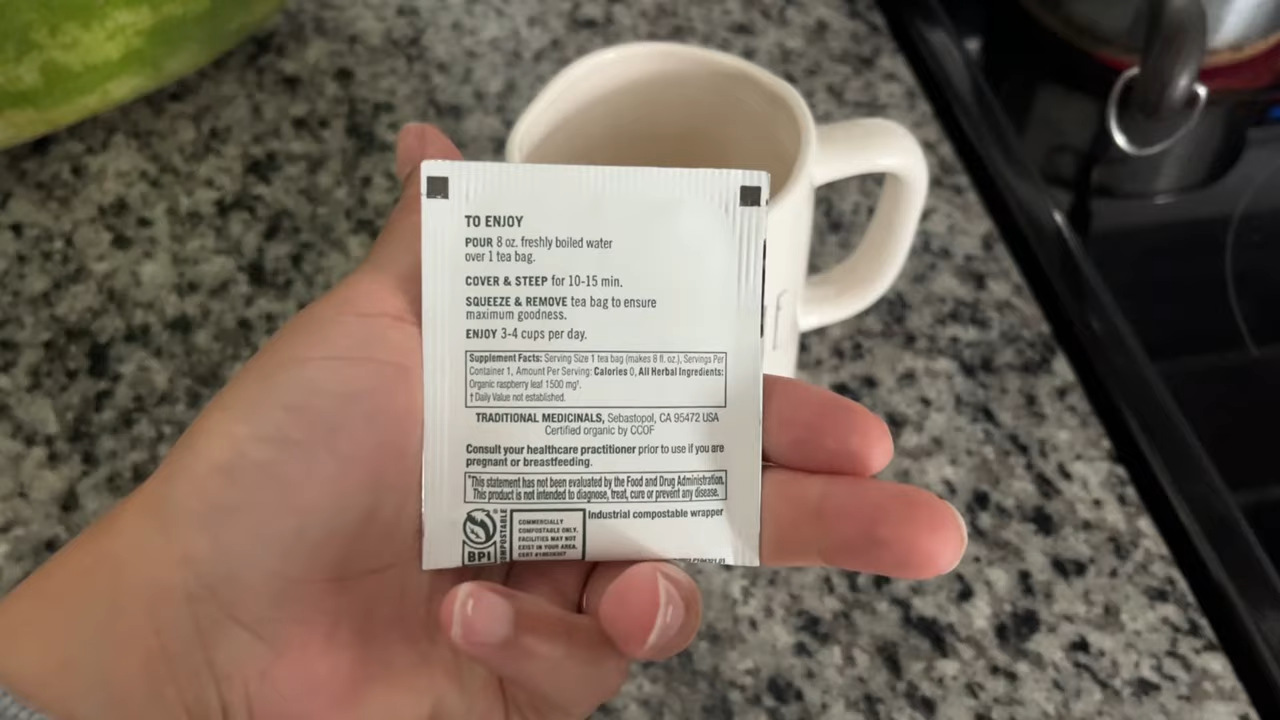 TO ENJOY
POUR 8 oz. freshly boiled water
over 1 tea bag.
COVER & STEEP for 10-15 min.
SQUEEZE & REMOVE tea bag to ensure
maximum goodness.
ENJOY 3-4 cups per day.
Supplement Facts: Serving Size 1 tea bag (makes 8 fl. oz.), Servings Per
Container 1, Amount Per Serving: Calories 0, All Herbal Ingredients:
Organic raspberry leaf 1500 mg†.
† Daily Value not established.
TRADITIONAL MEDICINALS, Sebastopol, CA 95472 USA
Certified organic by CCOF
Consult your healthcare practitioner prior to use if you are
pregnant or breastfeeding.
*This statement has not been evaluated by the Food and Drug Administration.
This product is not intended to diagnose, treat, cure or prevent any disease.
Industrial compostable wrapper
BPI®
COMPOSTABLE
COMMERCIALLY
COMPOSTABLE ONLY.
FACILITIES MAY NOT
EXIST IN YOUR AREA.
CERT